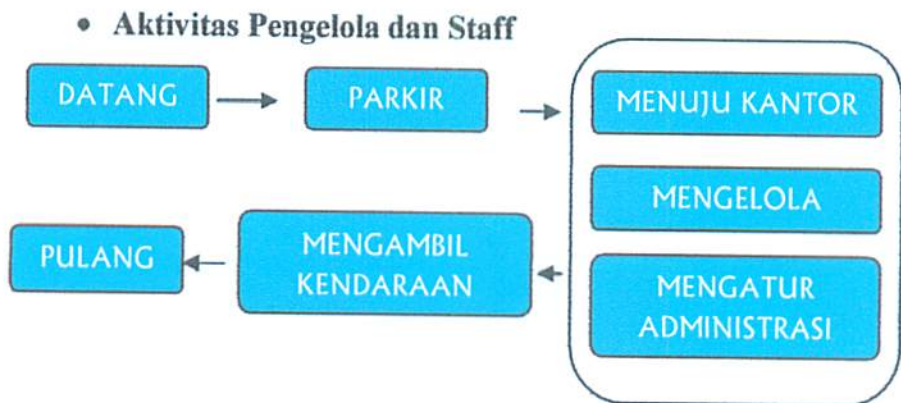 • Aktivitas Pengelola dan Staff
DATANG
PARKIR
MENUJU KANTOR
MENGELOLA
MENGATUR
ADMINISTRASI
MENGAMBIL
KENDARAAN
PULANG